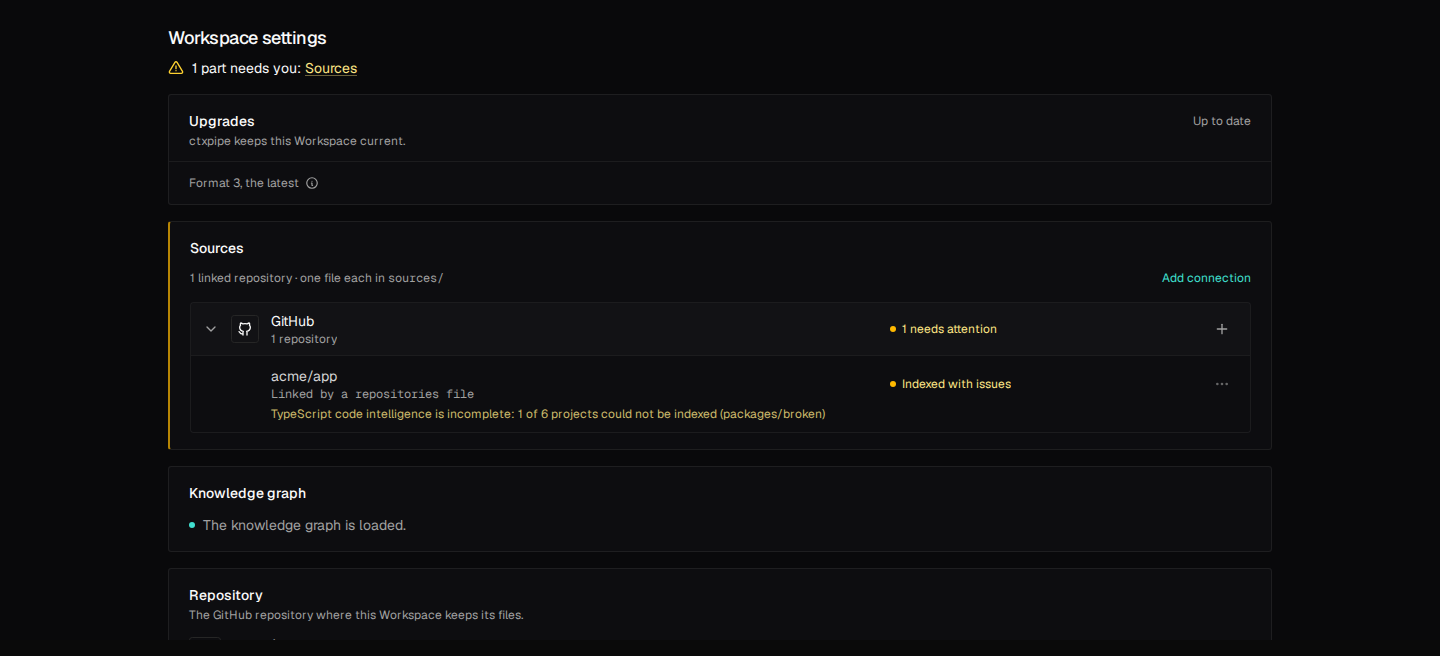 Workspace settings
1 part needs you: Sources
Upgrades
Up to date
ctxpipe keeps this Workspace current.
Format 3, the latest
Sources
1 linked repository · one file each in sources/
Add connection
GitHub
1 repository
1 needs attention
acme/app
Linked by a repositories file
Indexed with issues
TypeScript code intelligence is incomplete: 1 of 6 projects could not be indexed (packages/broken)
Knowledge graph
The knowledge graph is loaded.
Repository
The GitHub repository where this Workspace keeps its files.